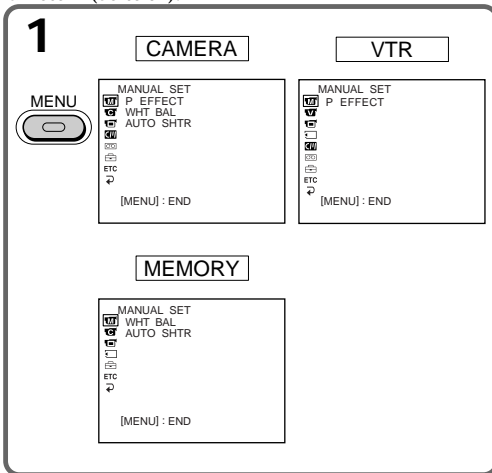 1
CAMERA
VTR
MENU
MANUAL SET
P EFFECT
WHT BAL
AUTO SHTR
ETC
[MENU] : END
MANUAL SET
P EFFECT
ETC
[MENU] : END
MEMORY
MANUAL SET
WHT BAL
AUTO SHTR
ETC
[MENU] : END